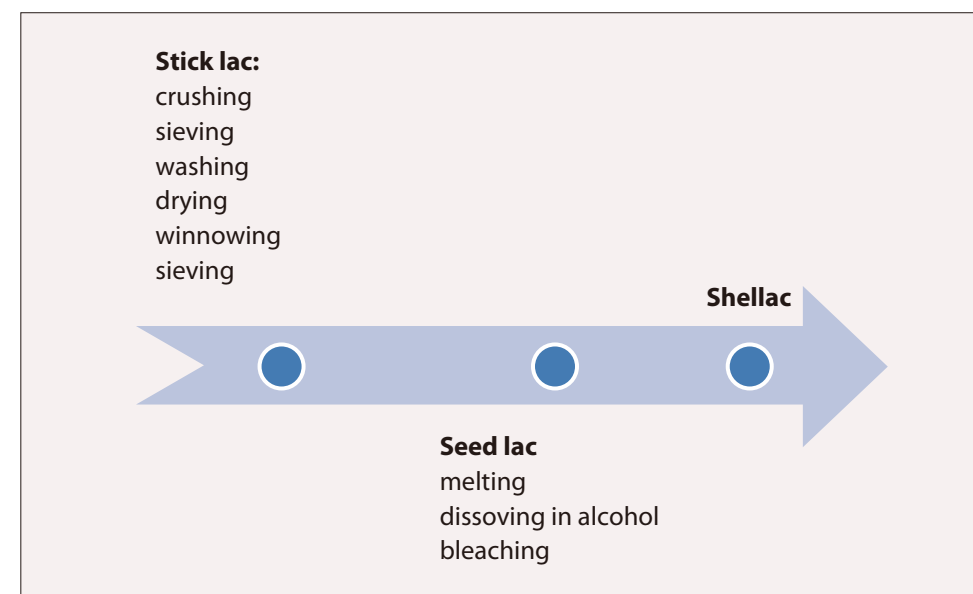 Stick lac:
crushing
sieving
washing
drying
winnowing
sieving
Shellac
Seed lac
melting
dissoving in alcohol
bleaching